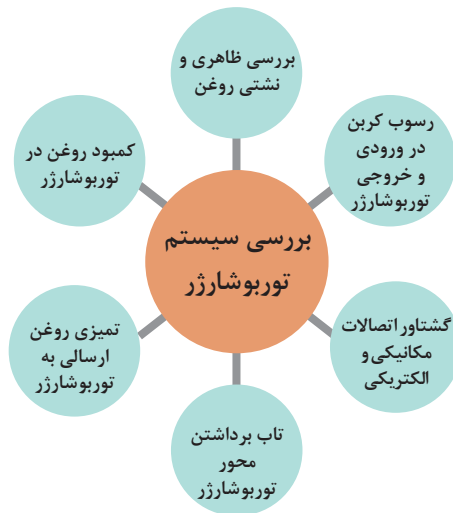 بررسی ظاهری و
نشتی روغن
رسوب کربن
در ورودی
و خروجی
توربوشارژر
کمبود روغن در
توربوشارژر
بررسی سیستم
توربوشارژر
گشتاور اتصالات
مکانیکی و
الکتریکی
تمیزی روغن
ارسالی به
توربوشارژر
تاب برداشتن
محور
توربوشارژر